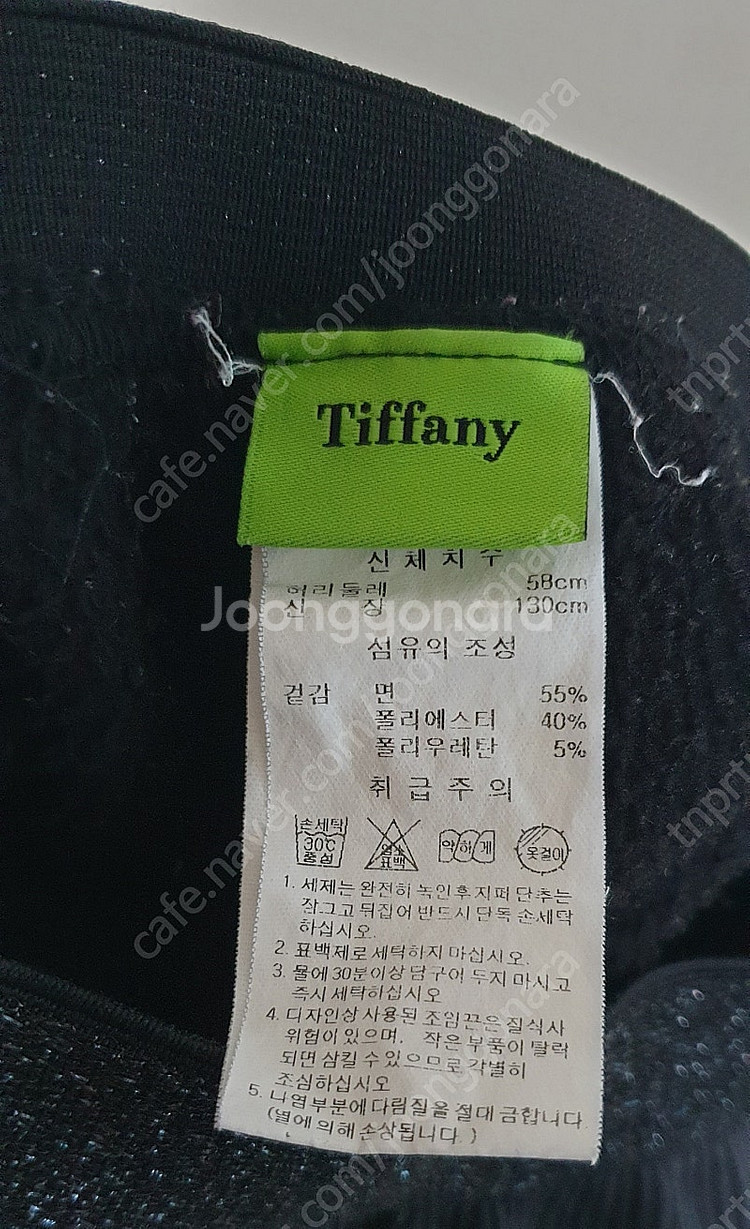 Tiffany
신체치수
허리둘레 58cm
신장 130cm
섬유의 조성
겉감 면 55%
폴리에스터 40%
폴리우레탄 5%
취급주의
손세탁 30℃ 중성
염소 표백
약하게
옷걸이
1. 세제는 완전히 녹인후 지퍼 단추는
잠그고 뒤집어 반드시 단독 손세탁
하십시오.
2. 표백제로 세탁하지 마십시오.
3. 물에 30분이상 담구어 두지 마시고
즉시 세탁하십시오
4. 디자인상 사용된 조임끈은 질식사
위험이 있으며, 작은 부품이 탈락
되면 삼킬 수 있으므로 각별히
조심하십시오
5. 나염부분에 다림질을 절대 금합니다.
(열에 의해 손상됩니다.)
Joonggonara
cafe.naver.com/joonggonara
cafe.naver.com/joonggonara